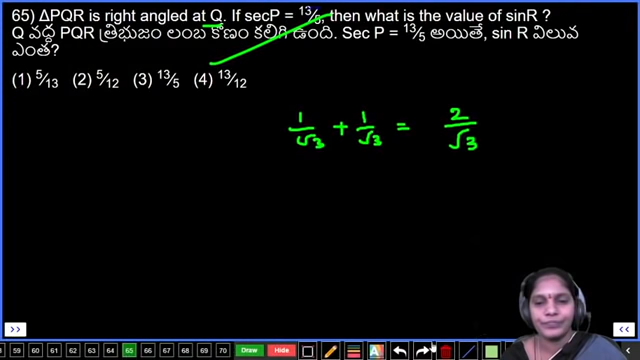 65) ΔPQR is right angled at Q. If secP = 13/5, then what is the value of sinR ?
Q వద్ద PQR త్రిభుజం లంబ కోణం కలిగి ఉంది. Sec P = 13/5 అయితే, sin R విలువ
ఎంత?
(1) 5/13 (2) 5/12 (3) 13/5 (4) 13/12
1/√3 + 1/√3 = 2/√3
>> 58 59 60 61 62 63 64 65 66 67 68 69 70 Draw Hide A >>